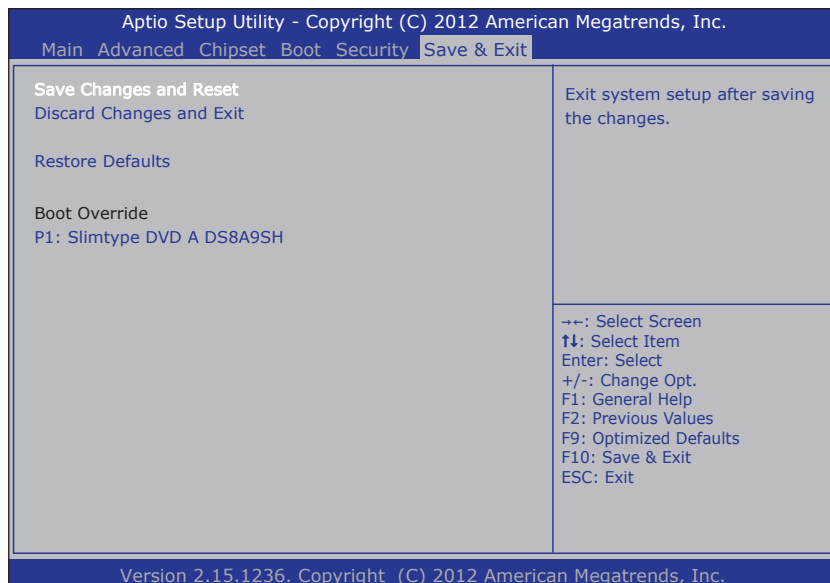 Aptio Setup Utility - Copyright (C) 2012 American Megatrends, Inc.
Main Advanced Chipset Boot Security Save & Exit
Save Changes and Reset
Discard Changes and Exit
Restore Defaults
Boot Override
P1: Slimtype DVD A DS8A9SH
Exit system setup after saving
the changes.
→←: Select Screen
↑↓: Select Item
Enter: Select
+/-: Change Opt.
F1: General Help
F2: Previous Values
F9: Optimized Defaults
F10: Save & Exit
ESC: Exit
Version 2.15.1236. Copyright (C) 2012 American Megatrends, Inc.